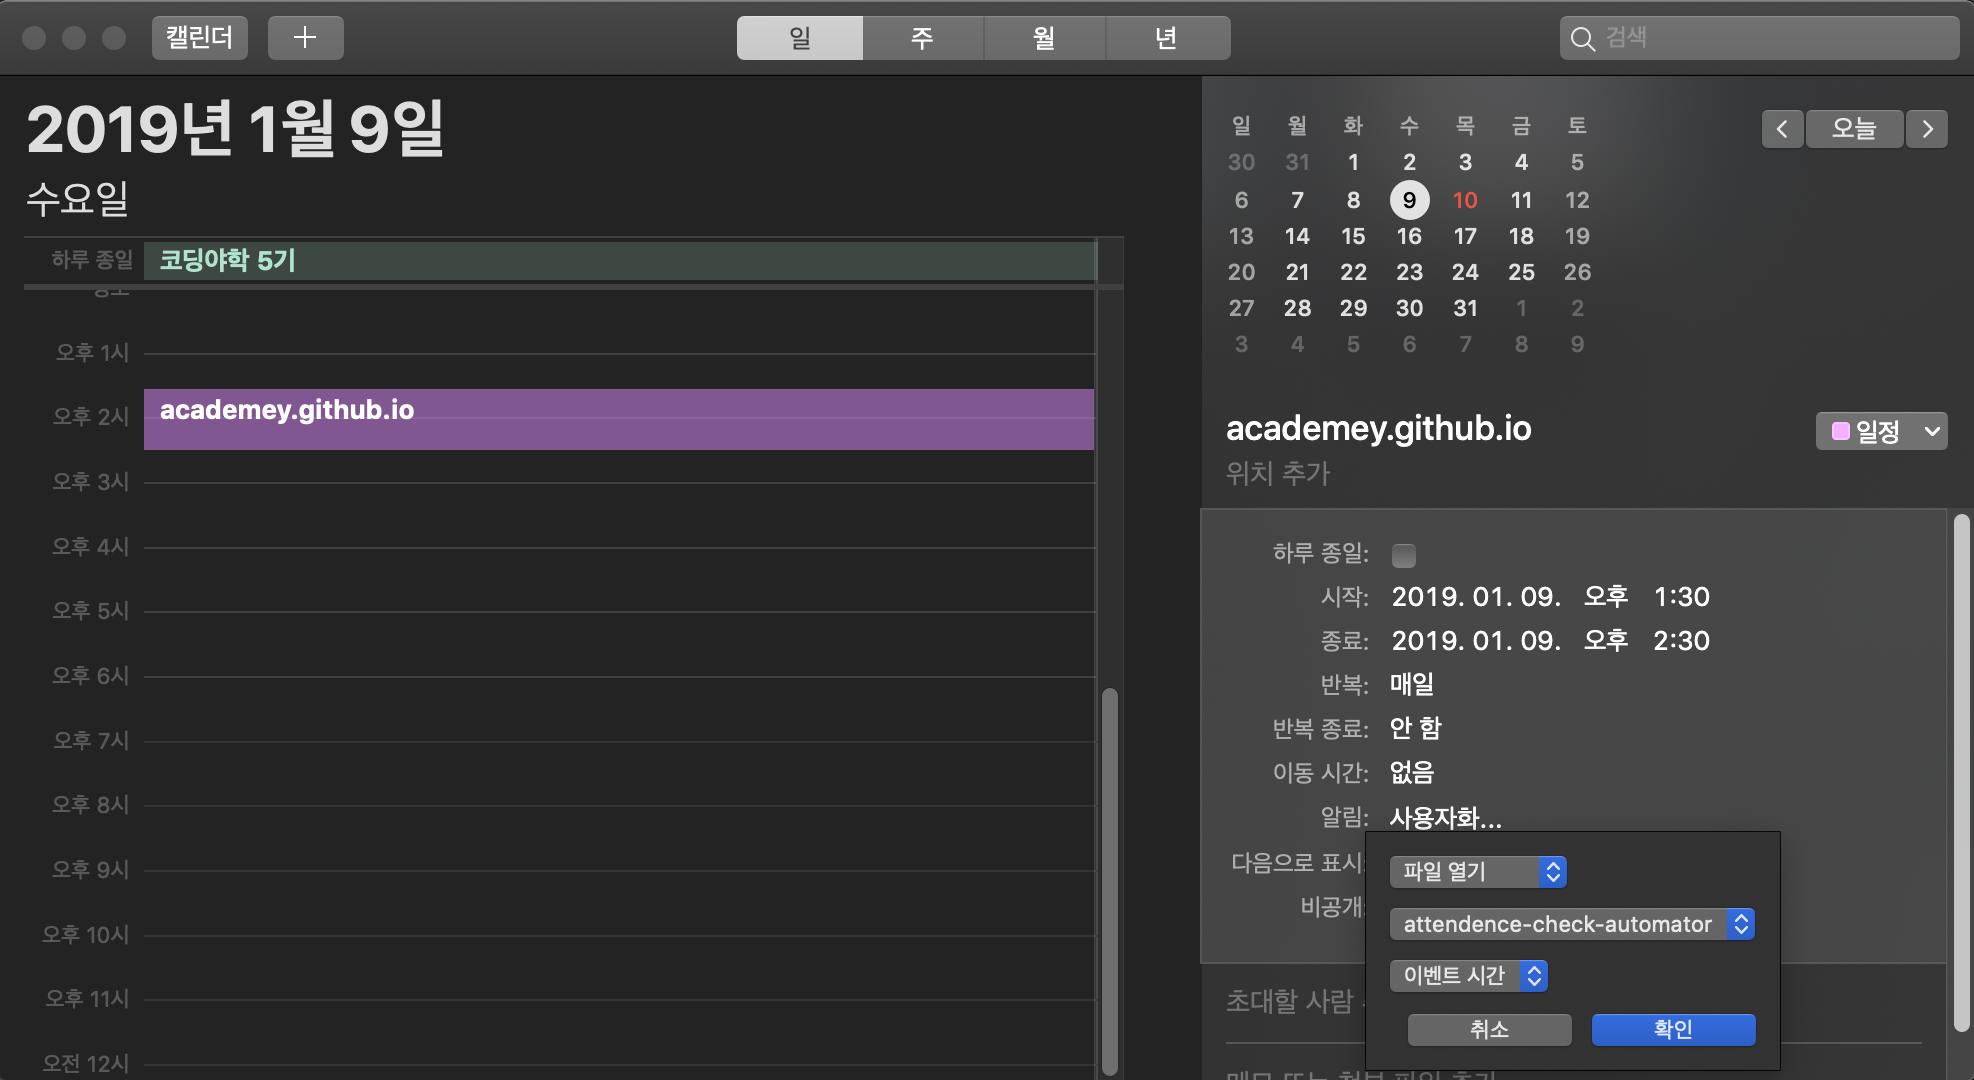 캘린더
일 주 월 년
검색
2019년 1월 9일
수요일
하루 종일 코딩야학 5기
오후 1시
오후 2시 academey.github.io
오후 3시
오후 4시
오후 5시
오후 6시
오후 7시
오후 8시
오후 9시
오후 10시
오후 11시
오전 12시
일 월 화 수 목 금 토
30 31 1 2 3 4 5
6 7 8 9 10 11 12
13 14 15 16 17 18 19
20 21 22 23 24 25 26
27 28 29 30 31 1 2
3 4 5 6 7 8 9
오늘
academey.github.io
일정
위치 추가
하루 종일:
시작: 2019. 01. 09. 오후 1:30
종료: 2019. 01. 09. 오후 2:30
반복: 매일
반복 종료: 안 함
이동 시간: 없음
알림: 사용자화...
다음으로 표시:
비공개:
파일 열기
attendence-check-automator
이벤트 시간
취소 확인
초대할 사람